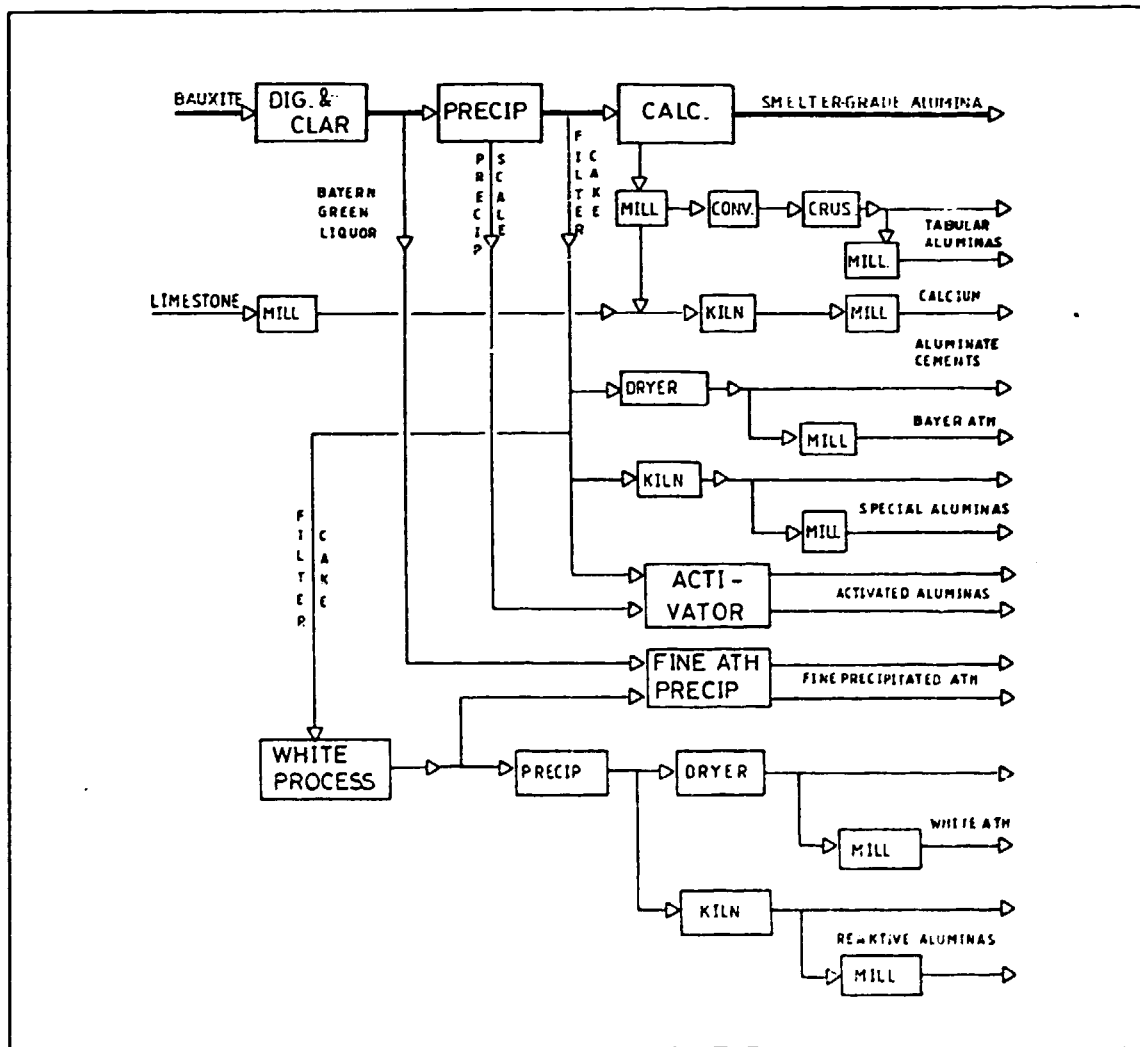 BAUXITE
DIG. &
CLAR
PRECIP
CALC.
SMELTER-GRADE ALUMINA
BAYERN
GREEN
LIQUOR
PRECIP
SCALE
FILTER
CAKE
MILL
CONV.
CRUS.
TABULAR
ALUMINAS
MILL.
LIMESTONE
MILL
KILN
MILL
CALCIUM
ALUMINATE
CEMENTS
DRYER
MILL
BAYER ATH
KILN
MILL
SPECIAL ALUMINAS
FILTER
CAKE
ACTI-
VATOR
ACTIVATED ALUMINAS
FINE ATH
PRECIP
FINE PRECIPITATED ATH
WHITE
PROCESS
PRECIP
DRYER
WHITE ATH
MILL
KILN
REAKTIVE ALUMINAS
MILL